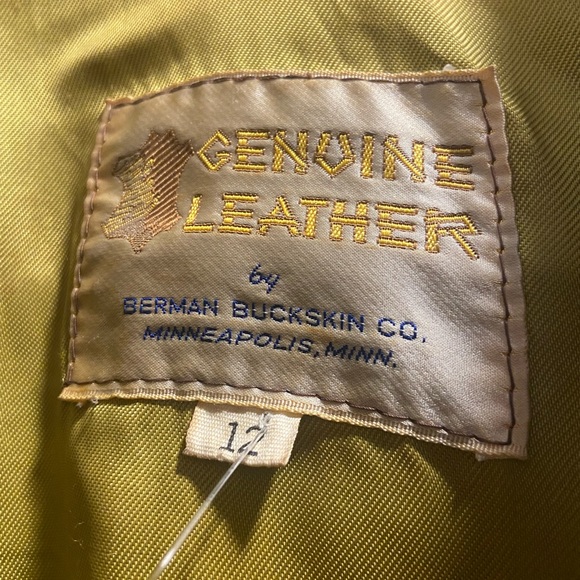 GENUINE
LEATHER
by
BERMAN BUCKSKIN CO.
MINNEAPOLIS, MINN.
12